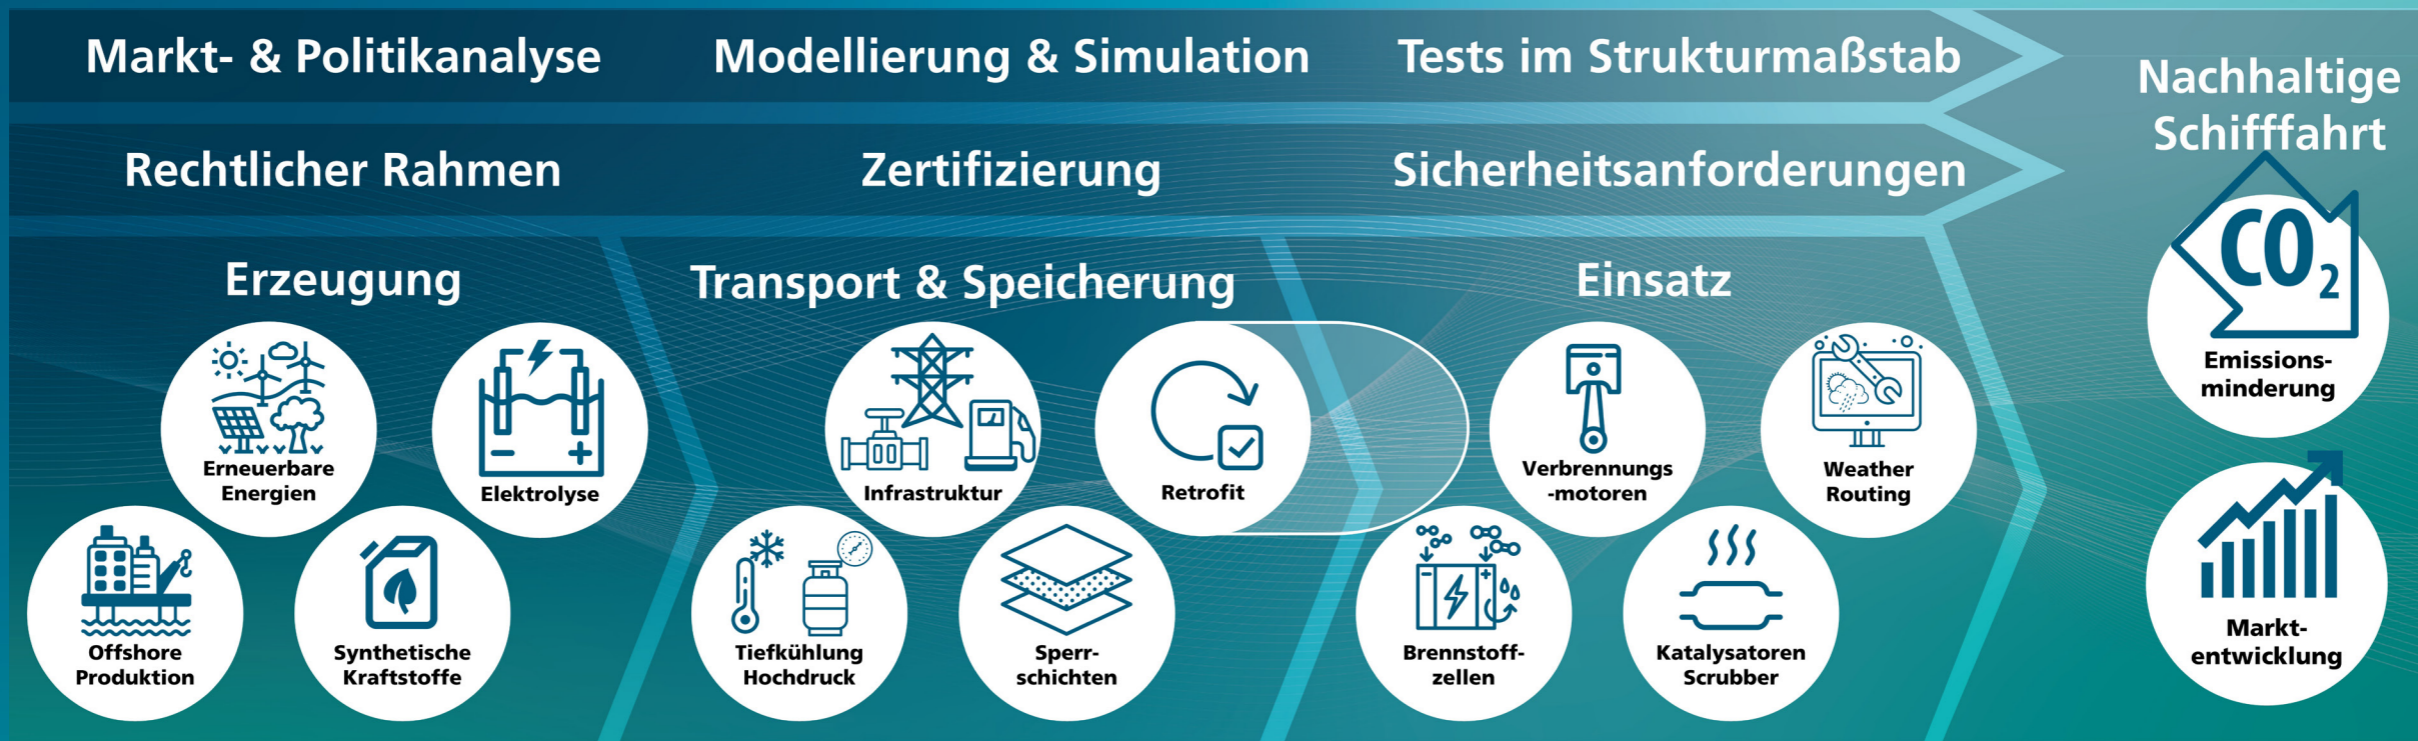 Markt- & Politikanalyse
Modellierung & Simulation
Tests im Strukturmaßstab
Rechtlicher Rahmen
Zertifizierung
Sicherheitsanforderungen
Nachhaltige
Schifffahrt
Erzeugung
Erneuerbare
Energien
Elektrolyse
Offshore
Produktion
Synthetische
Kraftstoffe
Transport & Speicherung
Infrastruktur
Retrofit
Tiefkühlung
Hochdruck
Sperr-
schichten
Einsatz
Verbrennungs
-motoren
Weather
Routing
Brennstoff-
zellen
Katalysatoren
Scrubber
CO2
Emissions-
minderung
Markt-
entwicklung